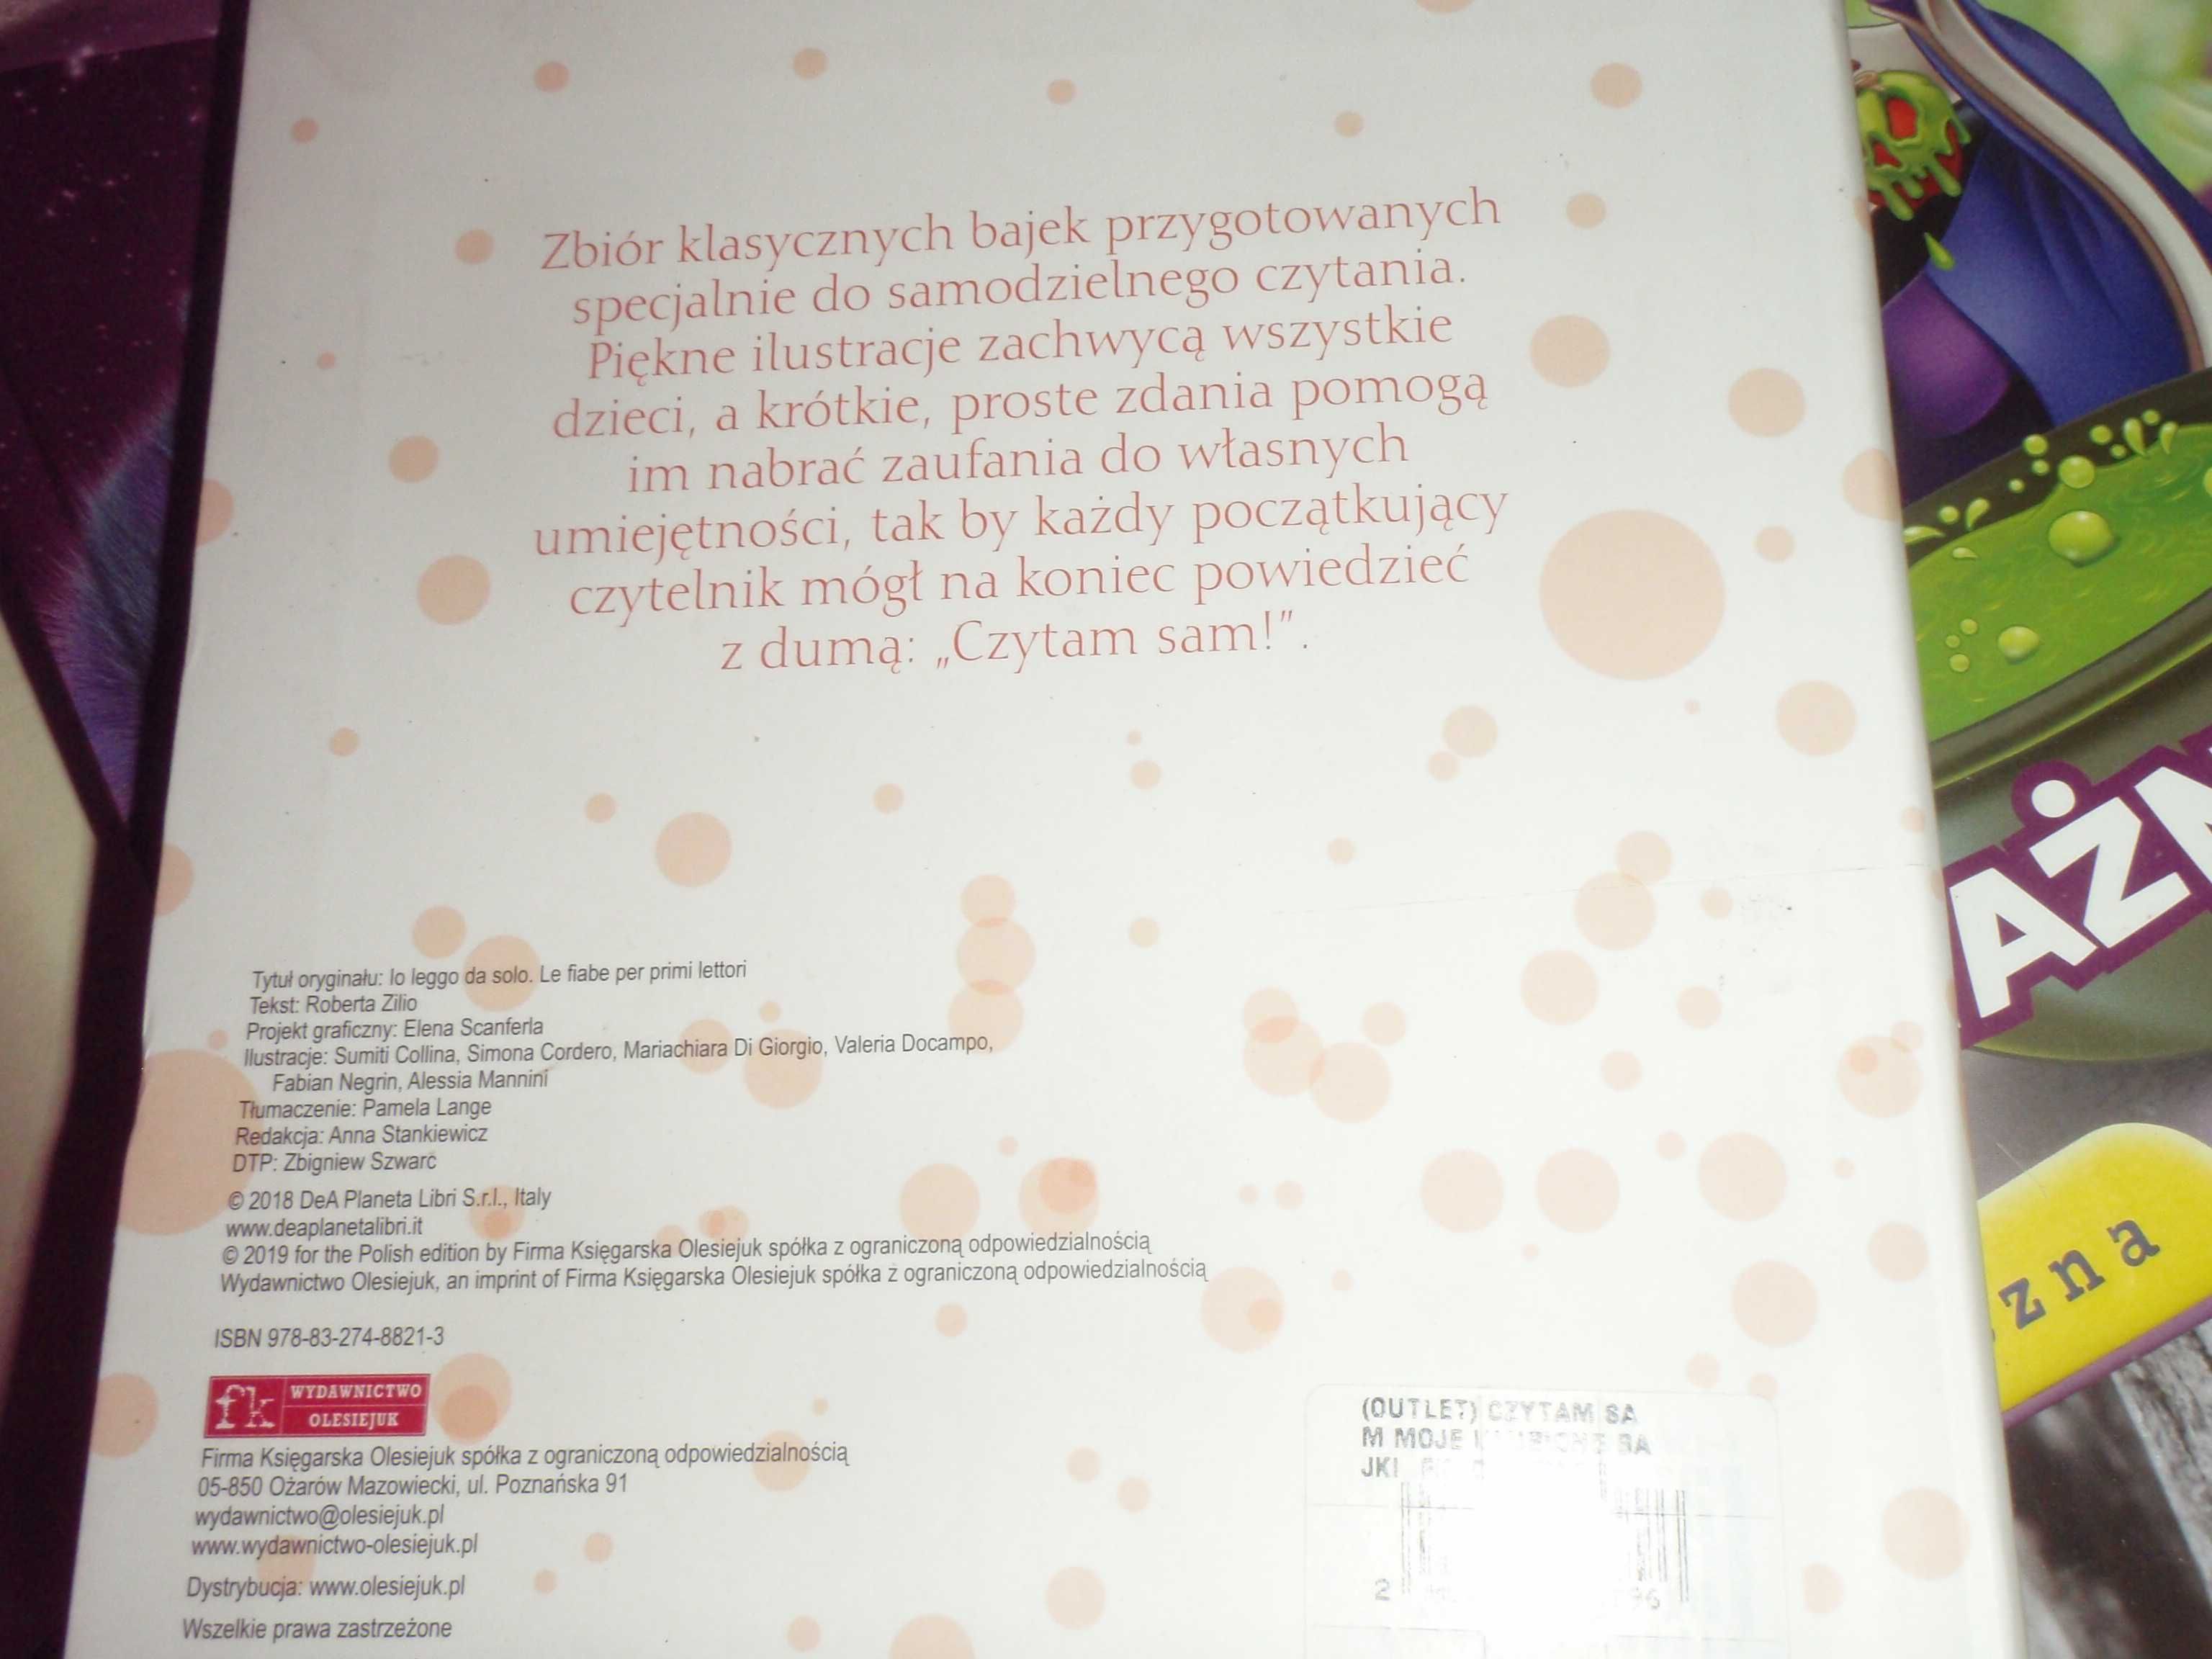 Zbiór klasycznych bajek przygotowanych
specjalnie do samodzielnego czytania.
Piękne ilustracje zachwycą wszystkie
dzieci, a krótkie, proste zdania pomogą
im nabrać zaufania do własnych
umiejętności, tak by każdy początkujący
czytelnik mógł na koniec powiedzieć
z dumą: „Czytam sam!”.
Tytuł oryginału: Io leggo da solo. Le fiabe per primi lettori
Tekst: Roberta Zilio
Projekt graficzny: Elena Scanferla
Ilustracje: Sumiti Collina, Simona Cordero, Mariachiara Di Giorgio, Valeria Docampo,
Fabian Negrin, Alessia Mannini
Tłumaczenie: Pamela Lange
Redakcja: Anna Stankiewicz
DTP: Zbigniew Szwarc
© 2018 DeA Planeta Libri S.r.l., Italy
www.deaplanetalibri.it
© 2019 for the Polish edition by Firma Księgarska Olesiejuk spółka z ograniczoną odpowiedzialnością
Wydawnictwo Olesiejuk, an imprint of Firma Księgarska Olesiejuk spółka z ograniczoną odpowiedzialnością
ISBN 978-83-274-8821-3
fk
WYDAWNICTWO
OLESIEJUK
Firma Księgarska Olesiejuk spółka z ograniczoną odpowiedzialnością
05-850 Ożarów Mazowiecki, ul. Poznańska 91
wydawnictwo@olesiejuk.pl
www.wydawnictwo-olesiejuk.pl
Dystrybucja: www.olesiejuk.pl
Wszelkie prawa zastrzeżone
(OUTLET) CZYTAM SA
M MOJE BA
JKI
2
AŻN
zna